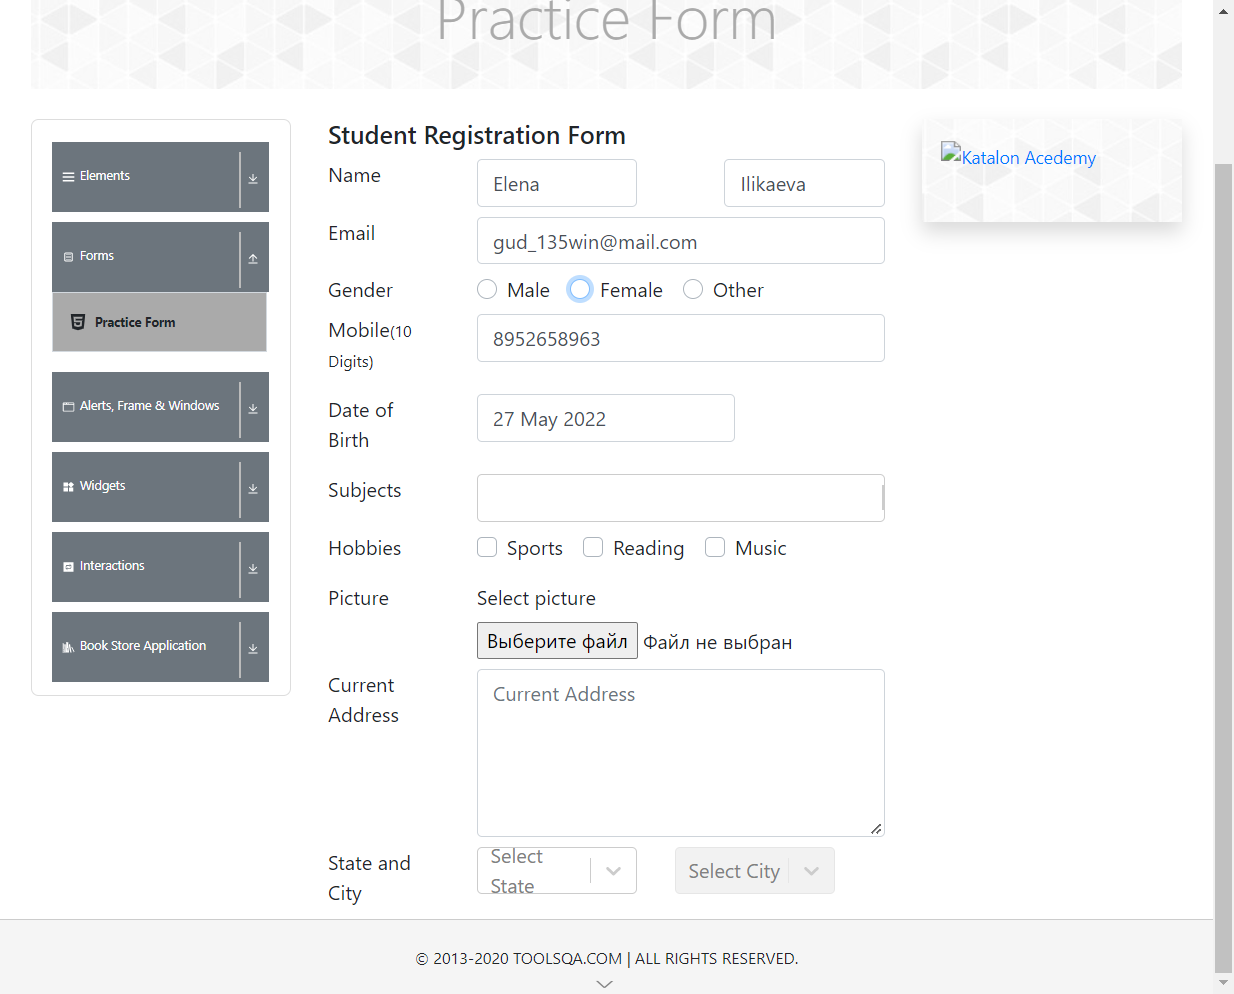 Practice Form
Elements
Forms
Practice Form
Alerts, Frame & Windows
Widgets
Interactions
Book Store Application
Student Registration Form
Name
Elena
Ilikaeva
Email
gud_135win@mail.com
Gender
Male
Female
Other
Mobile(10
Digits)
8952658963
Date of
Birth
27 May 2022
Subjects
Hobbies
Sports
Reading
Music
Picture
Select picture
Выберите файл
Файл не выбран
Current
Address
Current Address
State and
City
Select
State
Select City
Katalon Acedemy
© 2013-2020 TOOLSQA.COM | ALL RIGHTS RESERVED.